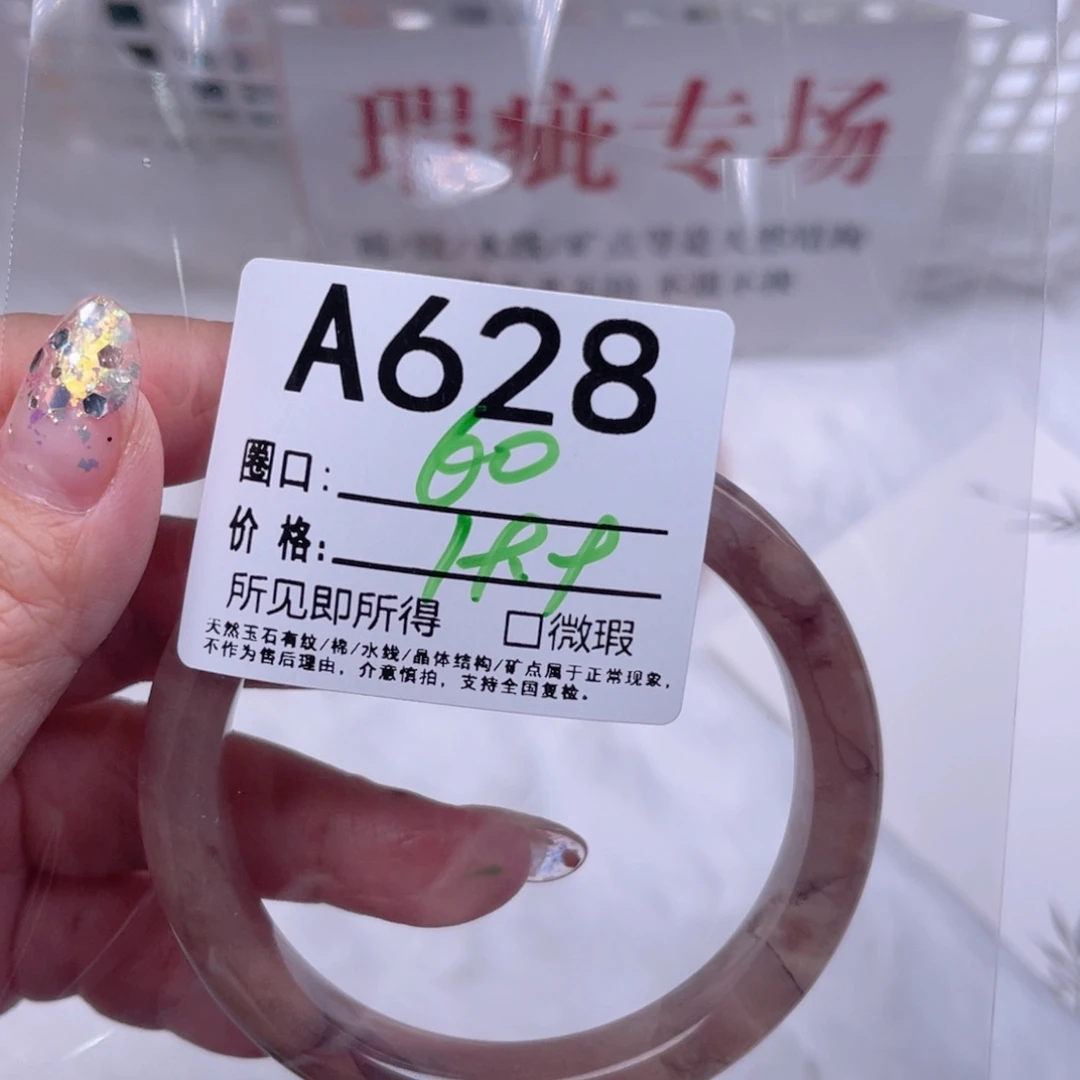 瑕疵专场
A628
圈口: 60
价 格:
所见即所得 □微瑕
天然玉石有纹/棉/水线/晶体结构/矿点属于正常现象,
不作为售后理由, 介意慎拍, 支持全国复检。